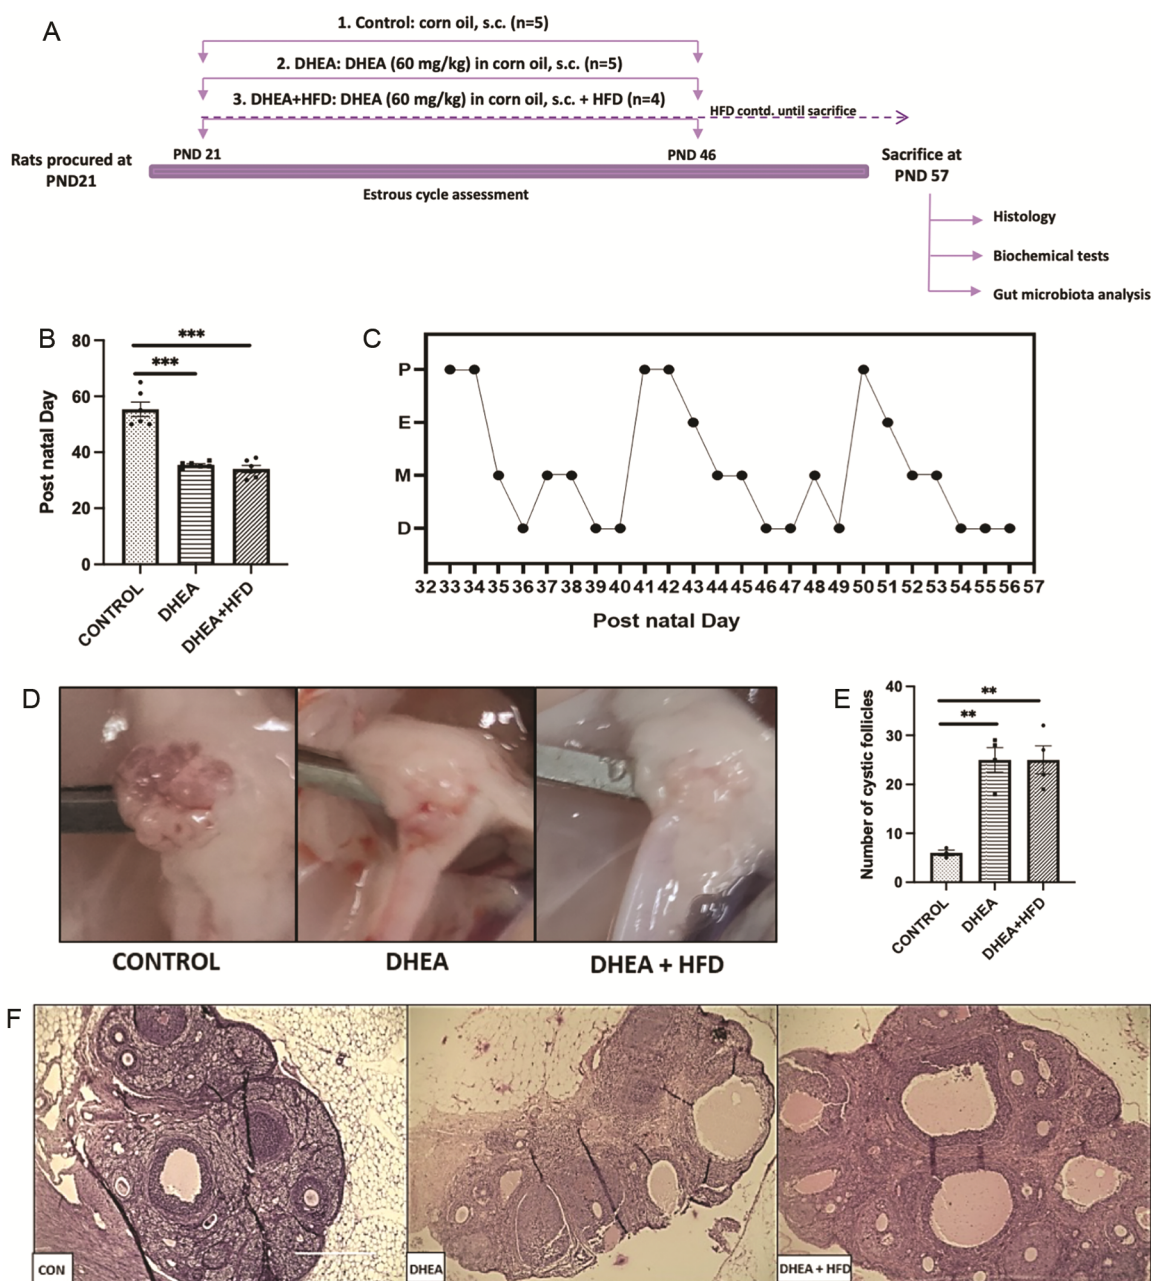 A
1. Control: corn oil, s.c. (n=5)
2. DHEA: DHEA (60 mg/kg) in corn oil, s.c. (n=5)
3. DHEA+HFD: DHEA (60 mg/kg) in corn oil, s.c. + HFD (n=4)
HFD contd. until sacrifice
Rats procured at
PND21
PND 21
PND 46
Sacrifice at
PND 57
Estrous cycle assessment
Histology
Biochemical tests
Gut microbiota analysis
B
Post natal Day
80
60
40
20
0
***
***
CONTROL
DHEA
DHEA+HFD
C
P
E
M
D
32 33 34 35 36 37 38 39 40 41 42 43 44 45 46 47 48 49 50 51 52 53 54 55 56 57
Post natal Day
D
CONTROL
DHEA
DHEA + HFD
E
Number of cystic follicles
40
30
20
10
0
**
**
CONTROL
DHEA
DHEA+HFD
F
CON
DHEA
DHEA + HFD